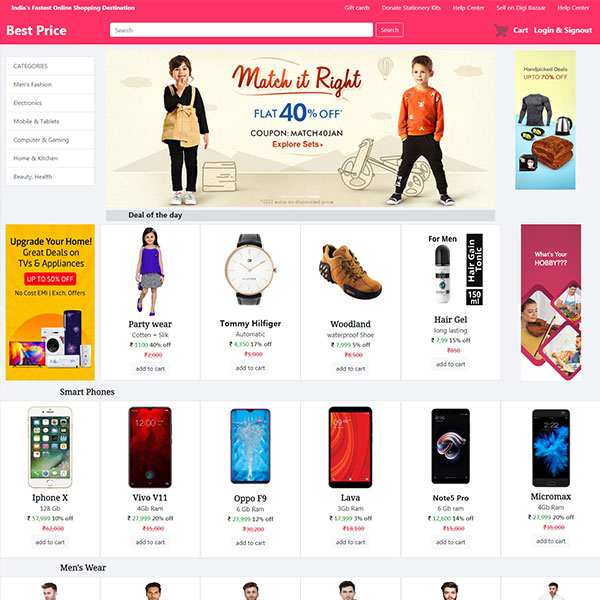 India's Fastest Online Shopping Destination
Gift cards
Donate Stationery Kits
Help Center
Sell on Digi Bazaar
Help Center
Best Price
Search
Search
Cart
Login & Signout
CATEGORIES
Men's Fashion
Electronics
Mobile & Tablets
Computer & Gaming
Home & Kitchen
Beauty, Health
Match it Right
FLAT 40% OFF*
COUPON: MATCH40JAN
Explore Sets ▸
*GST extra on discounted price
Handpicked Deals
UPTO 70% OFF
Deal of the day
Upgrade Your Home!
Great Deals on
TVs & Appliances
UP TO 50% OFF
No Cost EMI | Exch. Offers
Party wear
Cotten + Silk
₹ 1100 40% off
₹2,000
add to cart
Tommy Hilfiger
Automatic
₹ 4,350 17% off
₹5,000
add to cart
Woodland
waterproof Shoe
₹ 7,999 5% off
₹8,500
add to cart
For Men
Hair Gain
Tonic
150
ml
Hair Gel
long lasting
₹ 7,99 15% off
₹850
add to cart
What's Your
HOBBY???
Smart Phones
Iphone X
128 Gb
₹ 57,999 10% off
₹62,000
add to cart
Vivo V11
4Gb Ram
₹ 27,999 20% off
₹35,000
add to cart
Oppo F9
6 Gb Ram
₹ 27,999 12% off
₹30,200
add to cart
Lava
3Gb Ram
₹ 17,999 3% off
₹18,100
add to cart
Note5 Pro
6 Gb ram
₹ 12,600 14% off
₹15,000
add to cart
Micromax
4Gb Ram
₹ 27,999 20% off
₹35,000
add to cart
Men's Wear